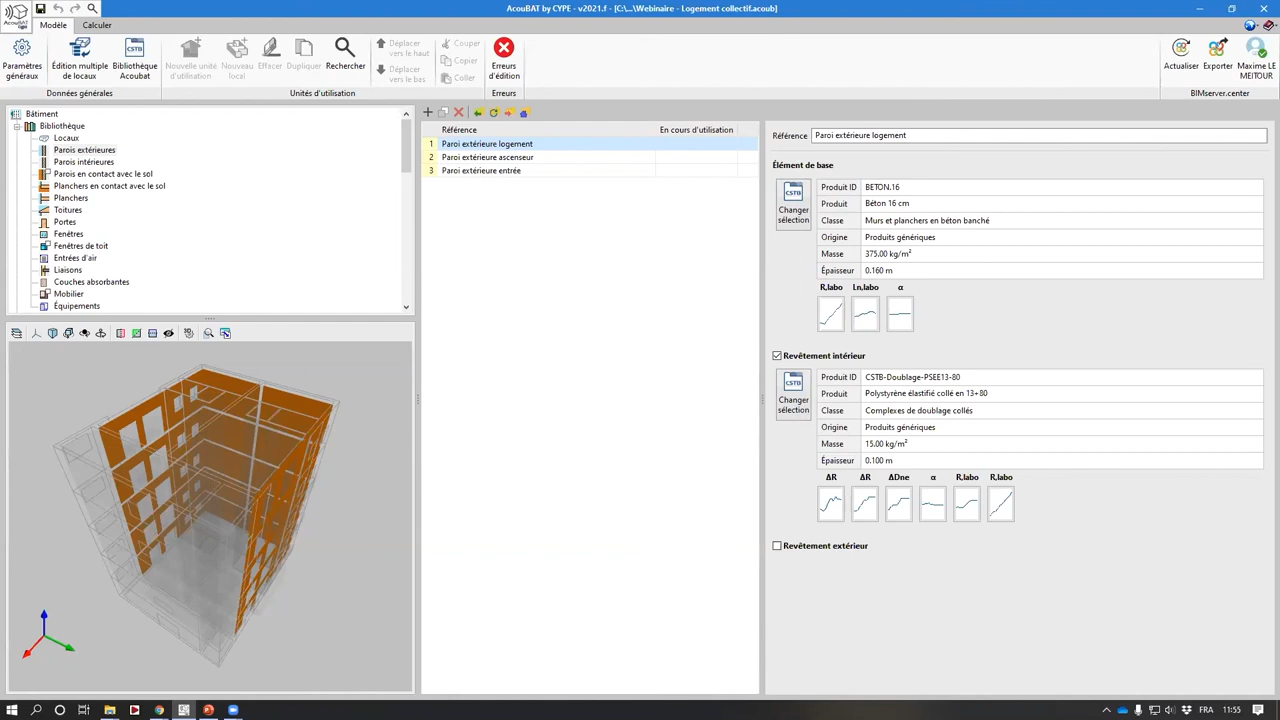 AcouBAT by CYPE - v2021.f - [C:\...\Webinaire - Logement collectif.acoub]
AcouBAT
Modèle
Calculer
Paramètres généraux
Édition multiple de locaux
Bibliothèque Acoubat
Nouvelle unité d'utilisation
Nouveau local
Effacer
Dupliquer
Rechercher
Déplacer vers le haut
Déplacer vers le bas
Couper
Copier
Coller
Erreurs d'édition
Actualiser
Exporter
Maxime LE MEITOUR
Données générales
Unités d'utilisation
Erreurs
BIMserver.center
Bâtiment
Bibliothèque
Locaux
Parois extérieures
Parois intérieures
Parois en contact avec le sol
Planchers en contact avec le sol
Planchers
Toitures
Portes
Fenêtres
Fenêtres de toit
Entrées d'air
Liaisons
Couches absorbantes
Mobilier
Équipements
Référence
En cours d'utilisation
1 Paroi extérieure logement
2 Paroi extérieure ascenseur
3 Paroi extérieure entrée
Référence Paroi extérieure logement
Élément de base
CSTB
Changer sélection
Produit ID BETON.16
Produit Béton 16 cm
Classe Murs et planchers en béton banché
Origine Produits génériques
Masse 375.00 kg/m²
Épaisseur 0.160 m
R,labo Ln,labo α
Revêtement intérieur
CSTB
Changer sélection
Produit ID CSTB-Doublage-PSEE13-80
Produit Polystyrène élastifié collé en 13+80
Classe Complexes de doublage collés
Origine Produits génériques
Masse 15.00 kg/m²
Épaisseur 0.100 m
ΔR ΔR ΔDne α R,labo R,labo
Revêtement extérieur
FRA
11:55